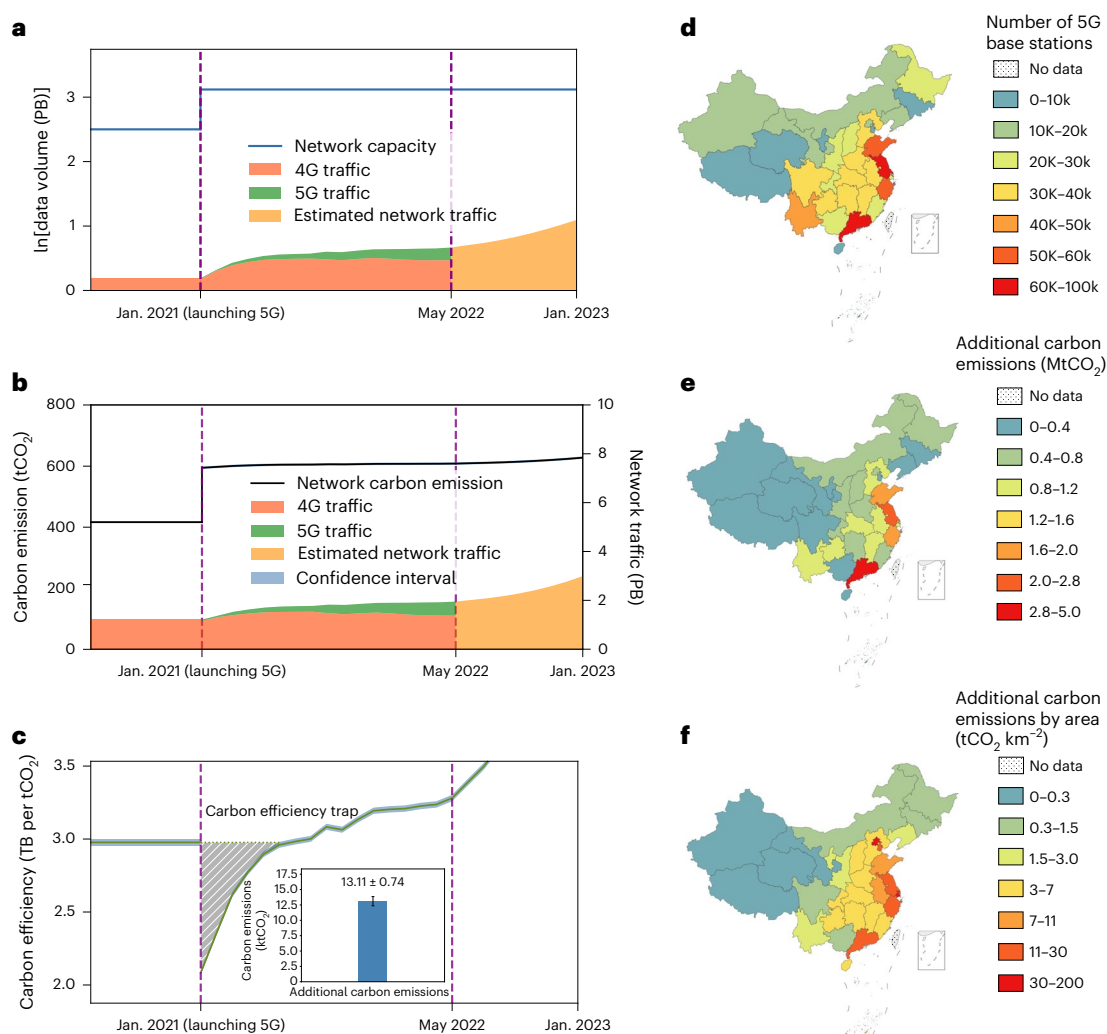 a
ln[data volume (PB)]
3
2
1
0
Network capacity
4G traffic
5G traffic
Estimated network traffic
Jan. 2021 (launching 5G)
May 2022
Jan. 2023
b
Carbon emission (tCO2)
800
600
400
200
0
10
8
6
4
2
0
Network traffic (PB)
Network carbon emission
4G traffic
5G traffic
Estimated network traffic
Confidence interval
Jan. 2021 (launching 5G)
May 2022
Jan. 2023
c
Carbon efficiency (TB per tCO2)
3.5
3.0
2.5
2.0
Carbon efficiency trap
Carbon emissions
(ktCO2)
17.5
15.0
12.5
10.0
7.5
5.0
2.5
0
13.11 ± 0.74
Additional carbon emissions
Jan. 2021 (launching 5G)
May 2022
Jan. 2023
d
Number of 5G
base stations
No data
0–10k
10K–20k
20K–30k
30K–40k
40K–50k
50K–60k
60K–100k
e
Additional carbon
emissions (MtCO2)
No data
0–0.4
0.4–0.8
0.8–1.2
1.2–1.6
1.6–2.0
2.0–2.8
2.8–5.0
f
Additional carbon
emissions by area
(tCO2 km−2)
No data
0–0.3
0.3–1.5
1.5–3.0
3–7
7–11
11–30
30–200